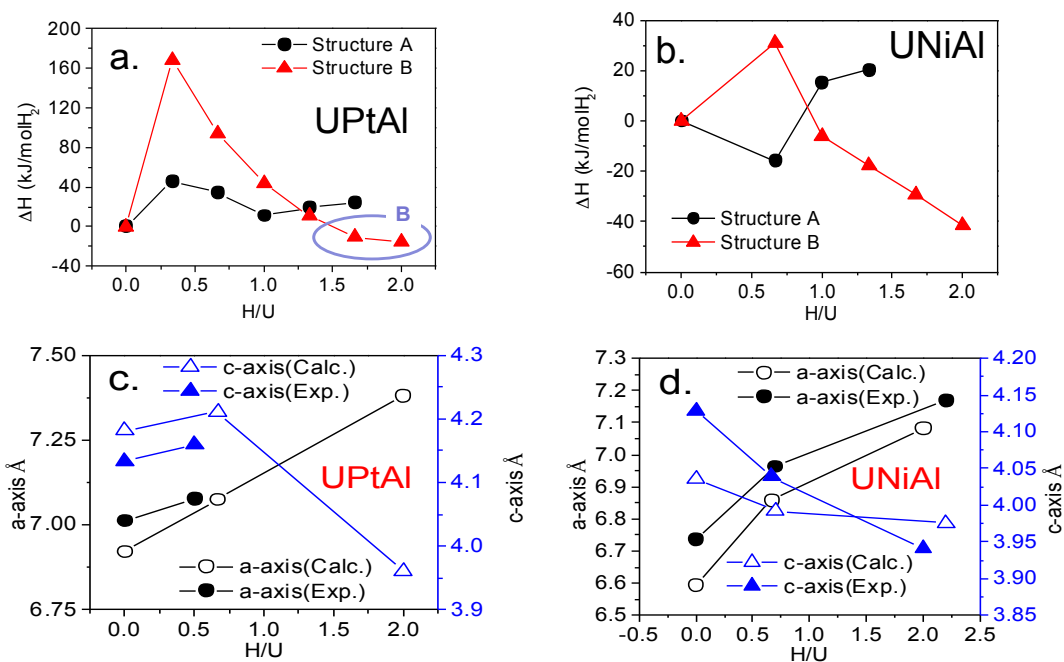 a.
200
160
120
80
40
0
-40
ΔH (kJ/molH₂)
Structure A
Structure B
UPtAl
B
0.0 0.5 1.0 1.5 2.0
H/U
b.
UNiAl
40
20
0
-20
-40
-60
ΔH (kJ/molH₂)
Structure A
Structure B
0.0 0.5 1.0 1.5 2.0
H/U
c.
7.50
7.25
7.00
6.75
a-axis Å
c-axis(Calc.)
c-axis(Exp.)
UPtAl
a-axis(Calc.)
a-axis(Exp.)
4.3
4.2
4.1
4.0
3.9
c-axis Å
0.0 0.5 1.0 1.5 2.0
H/U
d.
7.3
7.2
7.1
7.0
6.9
6.8
6.7
6.6
6.5
a-axis Å
a-axis(Calc.)
a-axis(Exp.)
UNiAl
c-axis(Calc.)
c-axis(Exp.)
4.20
4.15
4.10
4.05
4.00
3.95
3.90
3.85
c-axis Å
-0.5 0.0 0.5 1.0 1.5 2.0 2.5
H/U